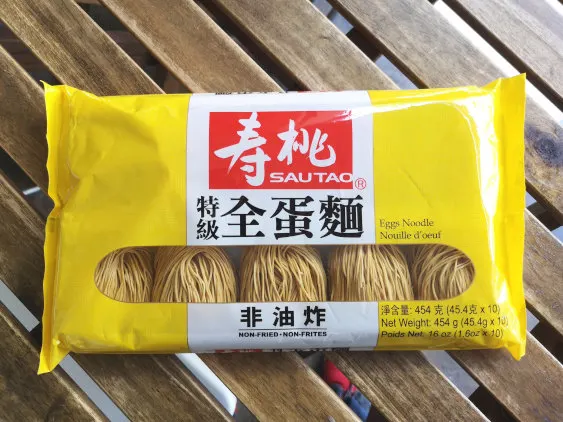 寿桃
SAUTAO®
特級
全蛋麵
Eggs Noodle
Nouille d'oeuf
非油炸
NON-FRIED・NON-FRITES
淨含量: 454 克 (45.4克 x 10)
Net Weight: 454 g (45.4g x 10)
Poids Net: 16 oz (1.6oz x 10)